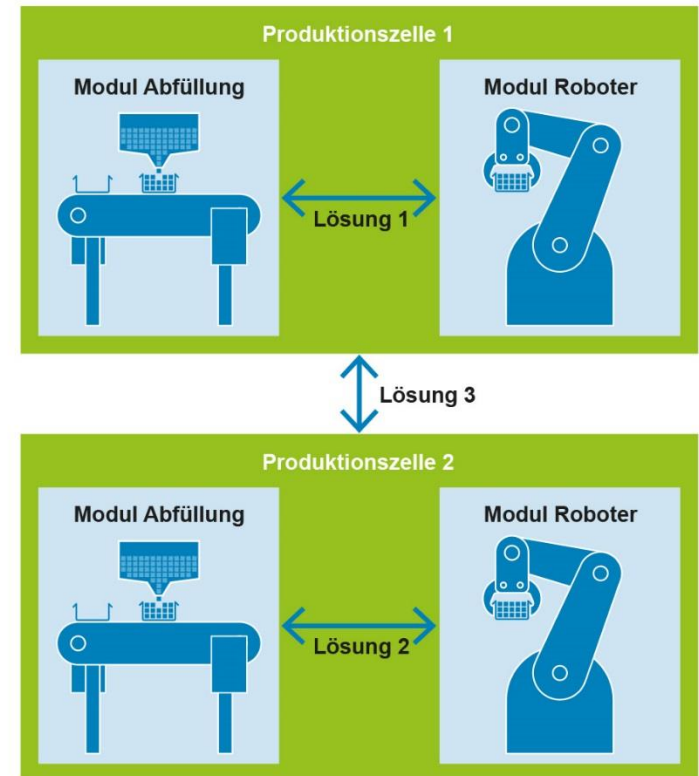 Produktionszelle 1
Modul Abfüllung
Modul Roboter
Lösung 1
Lösung 3
Produktionszelle 2
Modul Abfüllung
Modul Roboter
Lösung 2